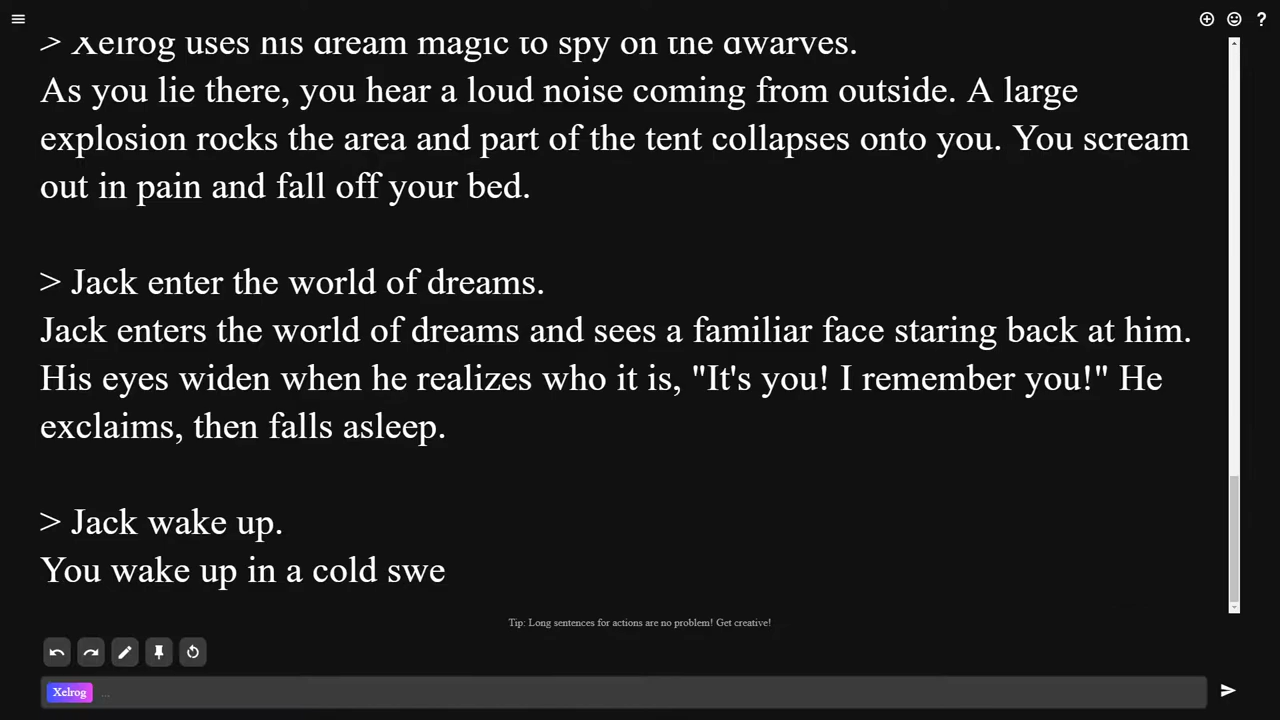 > Xelrog uses his dream magic to spy on the dwarves.
As you lie there, you hear a loud noise coming from outside. A large
explosion rocks the area and part of the tent collapses onto you. You scream
out in pain and fall off your bed.
> Jack enter the world of dreams.
Jack enters the world of dreams and sees a familiar face staring back at him.
His eyes widen when he realizes who it is, "It's you! I remember you!" He
exclaims, then falls asleep.
> Jack wake up.
You wake up in a cold swe
Tip: Long sentences for actions are no problem! Get creative!
Xelrog ...